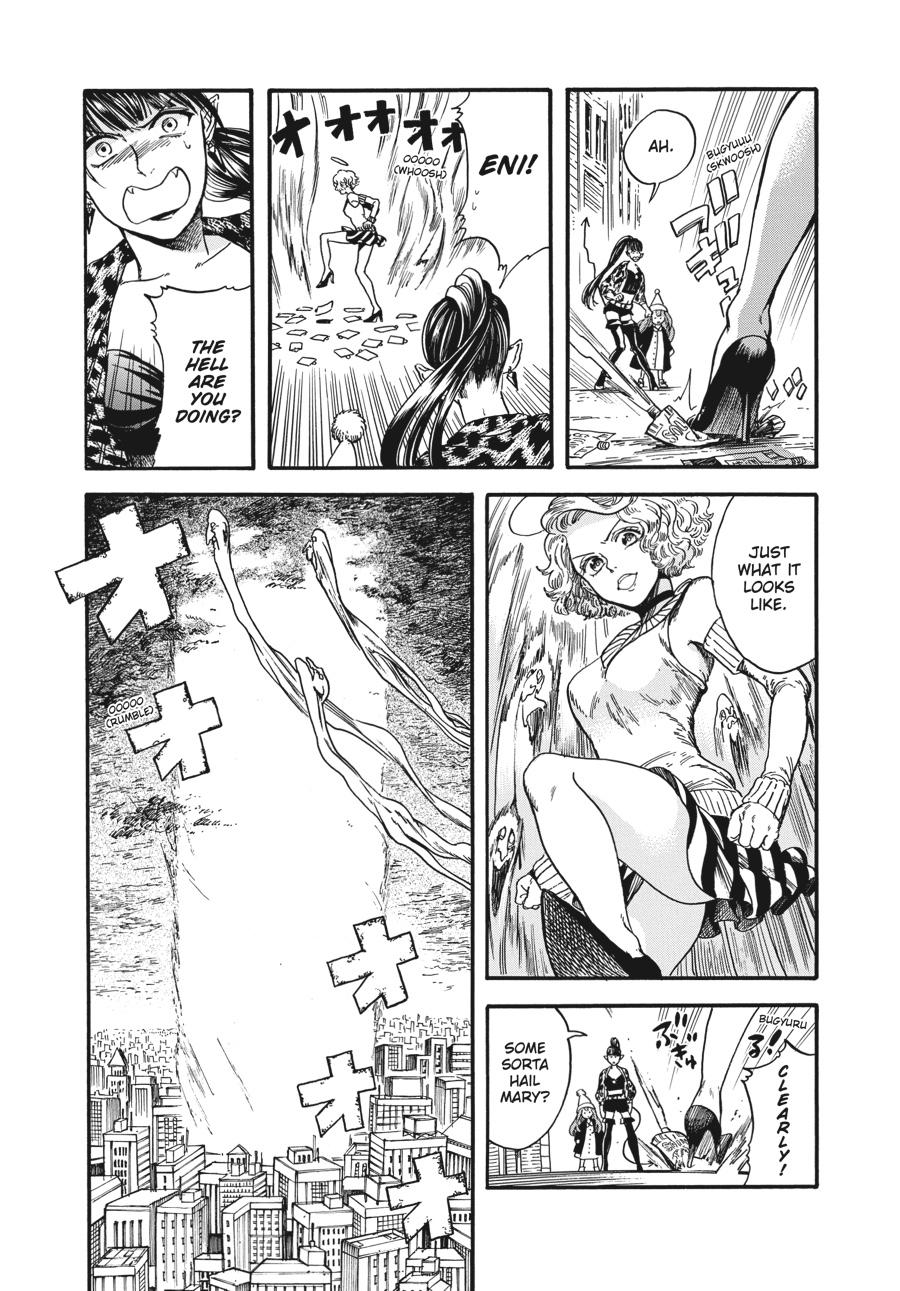 AH.
BUGYUUU
(SKWOOSH)
ブギュ
ENI!
オオオオオ
OOOOO
(WHOOSH)
THE
HELL
ARE
YOU
DOING?
JUST
WHAT IT
LOOKS
LIKE.
BUGYURU
ぶぎゅる!
CLEARLY!
SOME
SORTA
HAIL
MARY?
オオオオオ
OOOOO
(RUMBLE)